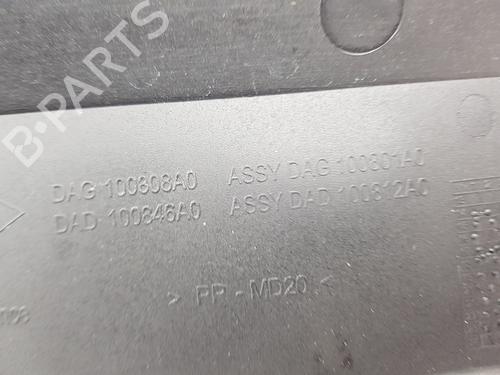 B-PARTS
DAG 100808A0 ASSY DAG 100801A0
DAD 100846A0 ASSY DAD 100812A0
> PP - MD20 <